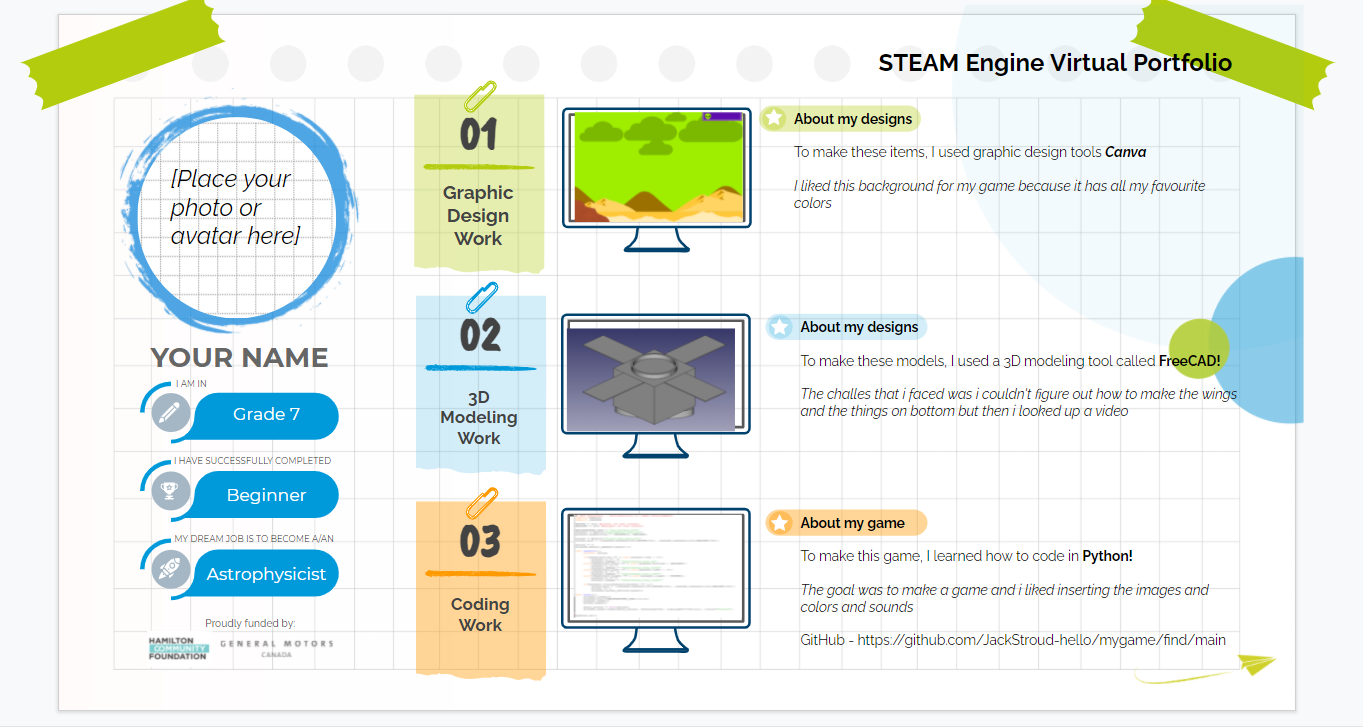 STEAM Engine Virtual Portfolio
[Place your
photo or
avatar here]
YOUR NAME
I AM IN
Grade 7
I HAVE SUCCESSFULLY COMPLETED
Beginner
MY DREAM JOB IS TO BECOME A/AN
Astrophysicist
Proudly funded by:
HAMILTON
COMMUNITY
FOUNDATION
GENERAL MOTORS
CANADA
01
Graphic
Design
Work
About my designs
To make these items, I used graphic design tools Canva
I liked this background for my game because it has all my favourite
colors
02
3D
Modeling
Work
About my designs
To make these models, I used a 3D modeling tool called FreeCAD!
The challes that i faced was i couldn't figure out how to make the wings
and the things on bottom but then i looked up a video
03
Coding
Work
About my game
To make this game, I learned how to code in Python!
The goal was to make a game and i liked inserting the images and
colors and sounds
GitHub - https://github.com/JackStroud-hello/mygame/find/main